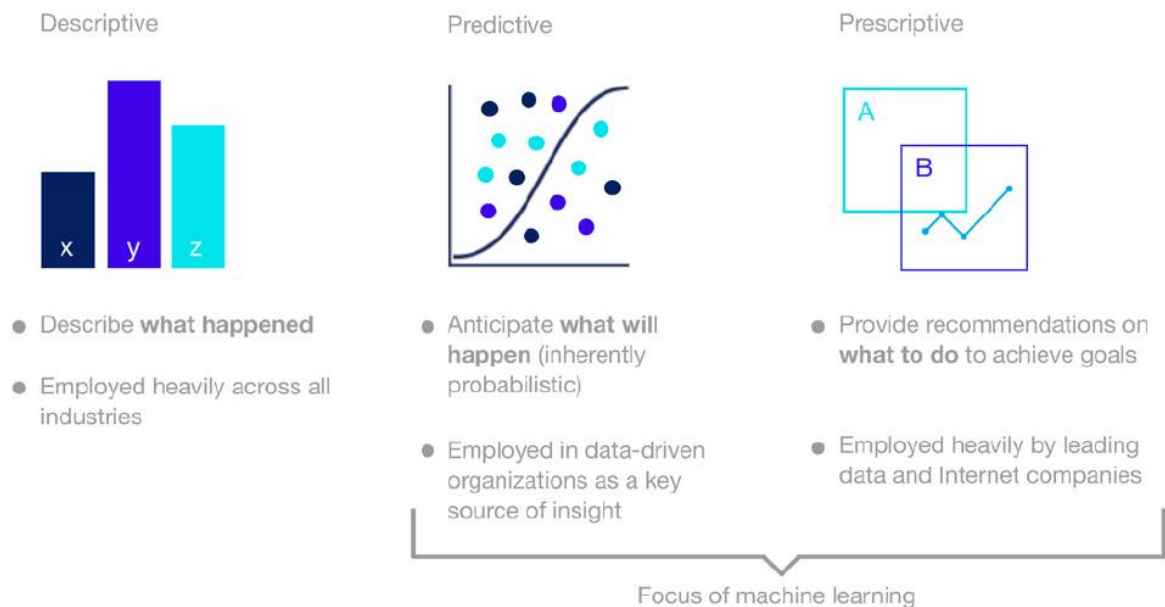 Descriptive
x
y
z
Describe what happened
Employed heavily across all
industries
Predictive
Anticipate what will
happen (inherently
probabilistic)
Employed in data-driven
organizations as a key
source of insight
Prescriptive
A
B
Provide recommendations on
what to do to achieve goals
Employed heavily by leading
data and Internet companies
Focus of machine learning